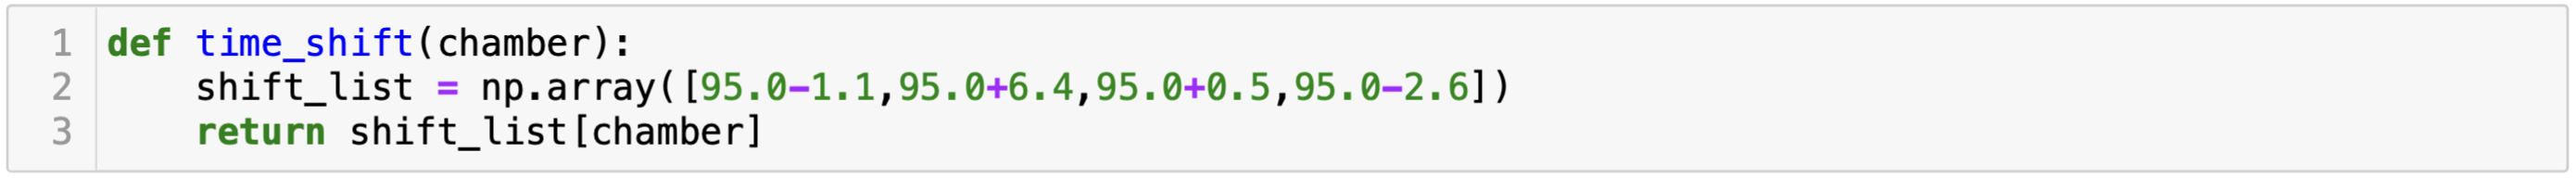 1 def time_shift(chamber):
2     shift_list = np.array([95.0-1.1,95.0+6.4,95.0+0.5,95.0-2.6])
3     return shift_list[chamber]